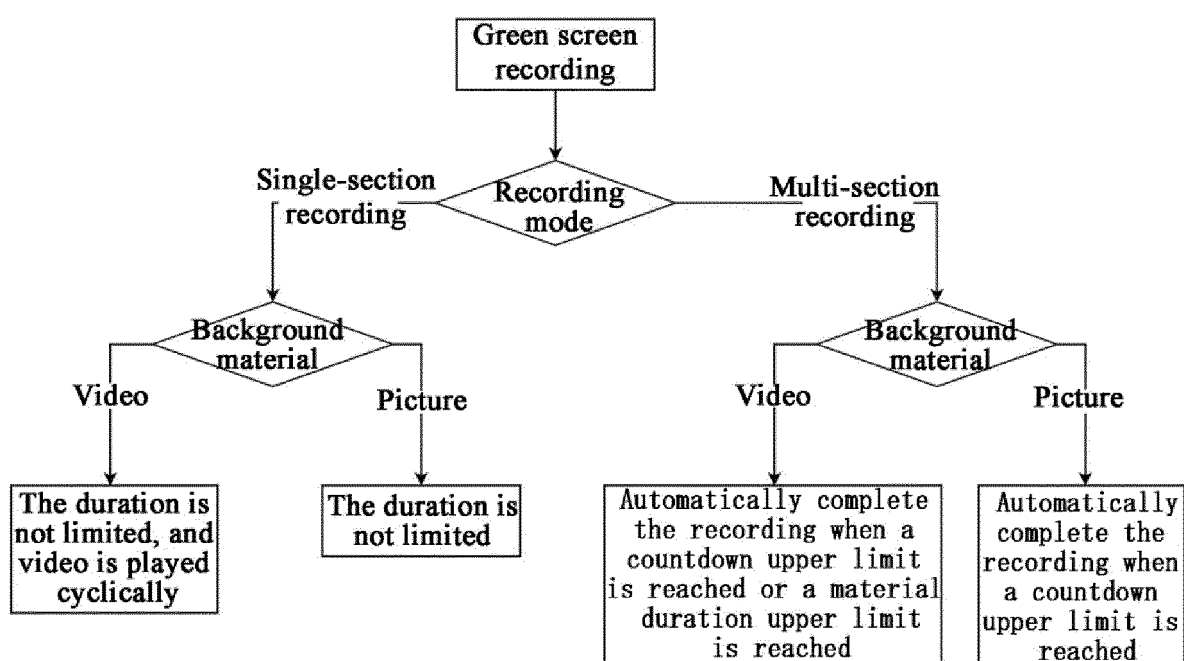 Green screen
recording
Single-section
recording
Recording
mode
Multi-section
recording
Background
material
Background
material
Video
Picture
Video
Picture
The duration is
not limited, and
video is played
cyclically
The duration is
not limited
Automatically complete
the recording when a
countdown upper limit
is reached or a material
duration upper limit
is reached
Automatically
complete the
recording when
a countdown
upper limit is
reached